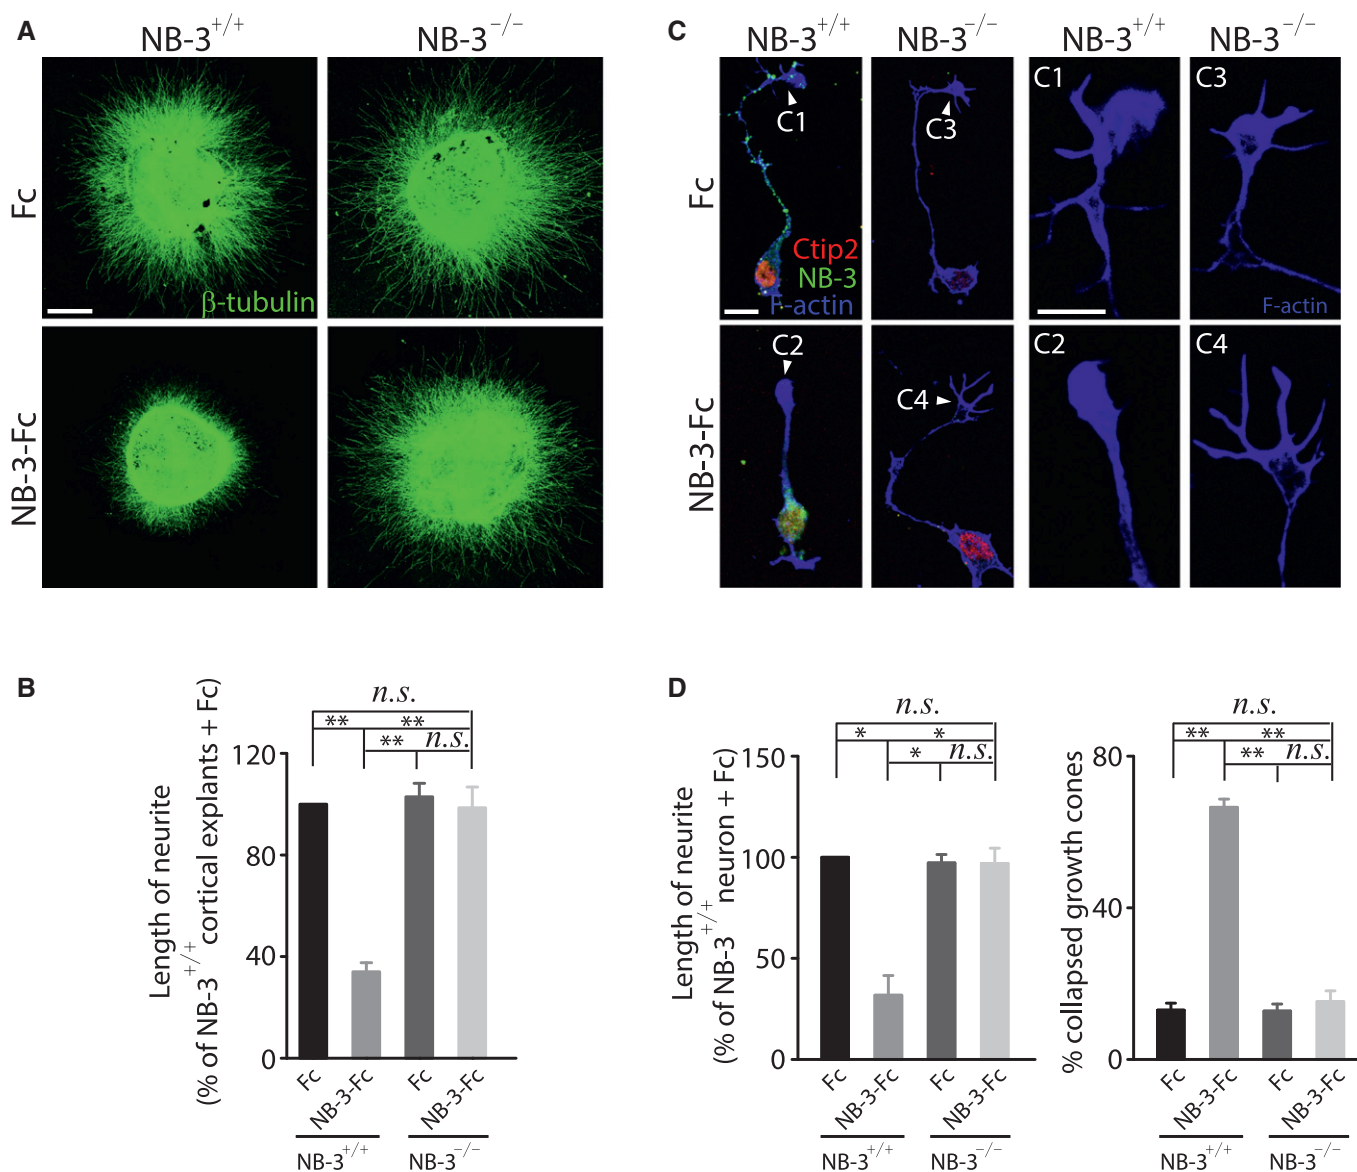 A
NB-3+/+
NB-3−/−
Fc
β-tubulin
NB-3-Fc
C
NB-3+/+
NB-3−/−
NB-3+/+
NB-3−/−
Fc
C1
C3
C1
C3
Ctip2
NB-3
F-actin
F-actin
NB-3-Fc
C2
C4
C2
C4
B
Length of neurite
(% of NB-3+/+ cortical explants + Fc)
n.s.
** **
** n.s.
120
80
40
0
Fc
NB-3-Fc
Fc
NB-3-Fc
NB-3+/+
NB-3−/−
D
Length of neurite
(% of NB-3+/+ neuron + Fc)
n.s.
* *
* n.s.
150
100
50
0
Fc
NB-3-Fc
Fc
NB-3-Fc
NB-3+/+
NB-3−/−
% collapsed growth cones
n.s.
** **
** n.s.
80
40
0
Fc
NB-3-Fc
Fc
NB-3-Fc
NB-3+/+
NB-3−/−